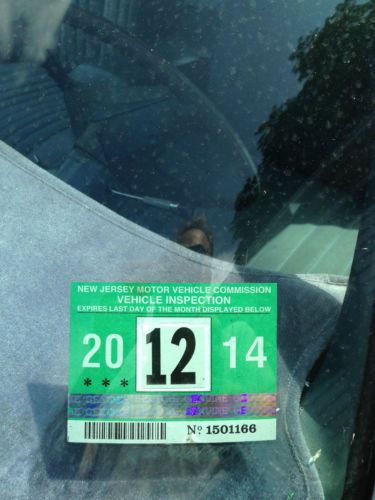 NEW JERSEY MOTOR VEHICLE COMMISSION
VEHICLE INSPECTION
EXPIRES LAST DAY OF THE MONTH DISPLAYED BELOW
20 12 14
***
Nº 1501166